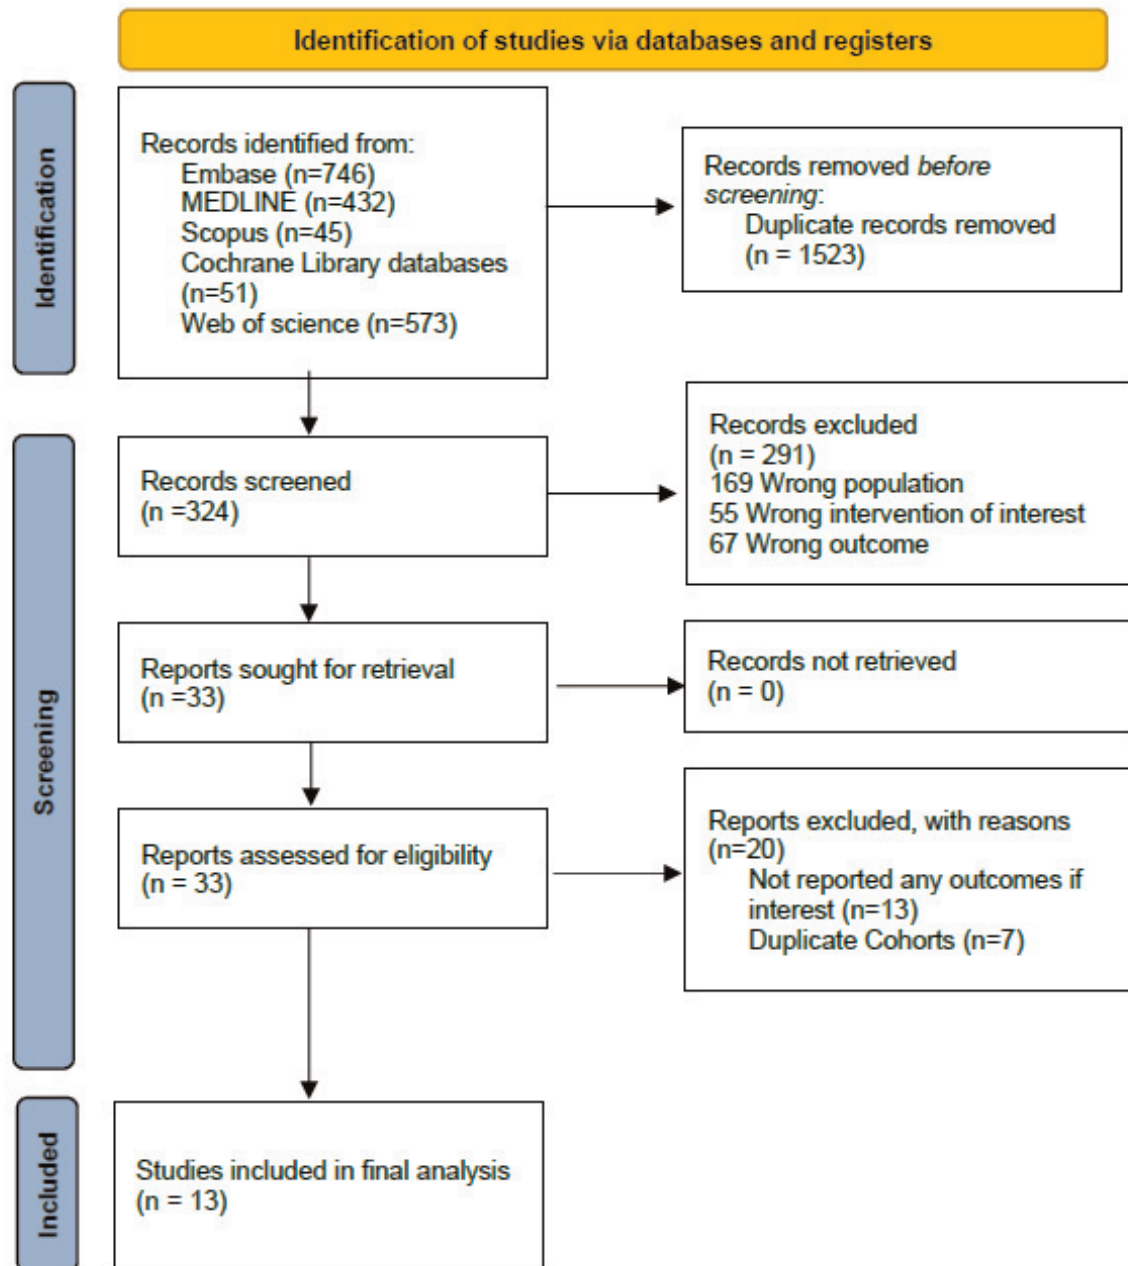 Identification of studies via databases and registers
Identification
Records identified from:
Embase (n=746)
MEDLINE (n=432)
Scopus (n=45)
Cochrane Library databases
(n=51)
Web of science (n=573)
Records removed before
screening:
Duplicate records removed
(n = 1523)
Screening
Records screened
(n =324)
Records excluded
(n = 291)
169 Wrong population
55 Wrong intervention of interest
67 Wrong outcome
Reports sought for retrieval
(n =33)
Records not retrieved
(n = 0)
Reports assessed for eligibility
(n = 33)
Reports excluded, with reasons
(n=20)
Not reported any outcomes if
interest (n=13)
Duplicate Cohorts (n=7)
Included
Studies included in final analysis
(n = 13)